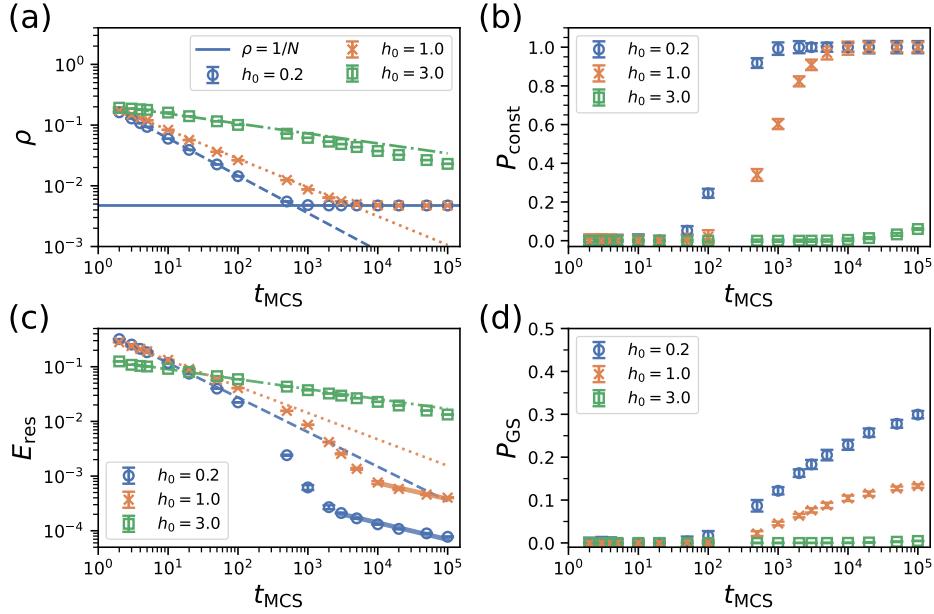 (a)
ρ = 1/N
h₀ = 0.2
h₀ = 1.0
h₀ = 3.0
10⁰
10⁻¹
10⁻²
10⁻³
ρ
10⁰ 10¹ 10² 10³ 10⁴ 10⁵
t_MCS
(b)
h₀ = 0.2
h₀ = 1.0
h₀ = 3.0
1.0
0.8
0.6
0.4
0.2
0.0
P_const
10⁰ 10¹ 10² 10³ 10⁴ 10⁵
t_MCS
(c)
10⁻¹
10⁻²
10⁻³
10⁻⁴
E_res
h₀ = 0.2
h₀ = 1.0
h₀ = 3.0
10⁰ 10¹ 10² 10³ 10⁴ 10⁵
t_MCS
(d)
h₀ = 0.2
h₀ = 1.0
h₀ = 3.0
0.5
0.4
0.3
0.2
0.1
0.0
P_GS
10⁰ 10¹ 10² 10³ 10⁴ 10⁵
t_MCS